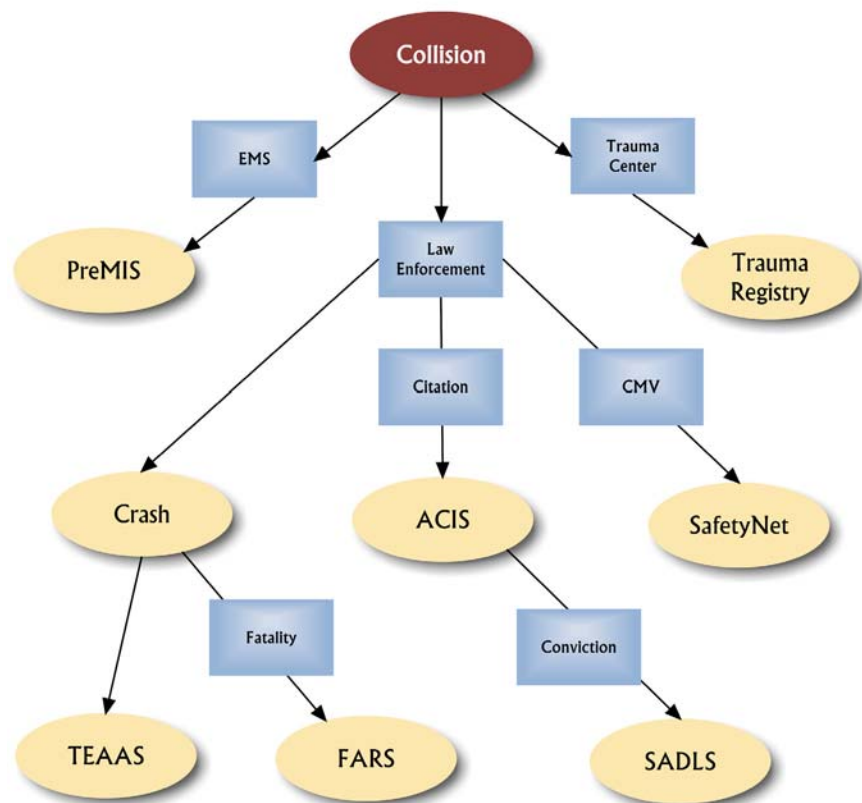 Collision
EMS
Trauma
Center
PreMIS
Law
Enforcement
Trauma
Registry
Citation
CMV
Crash
ACIS
SafetyNet
Fatality
Conviction
TEAAS
FARS
SADLS